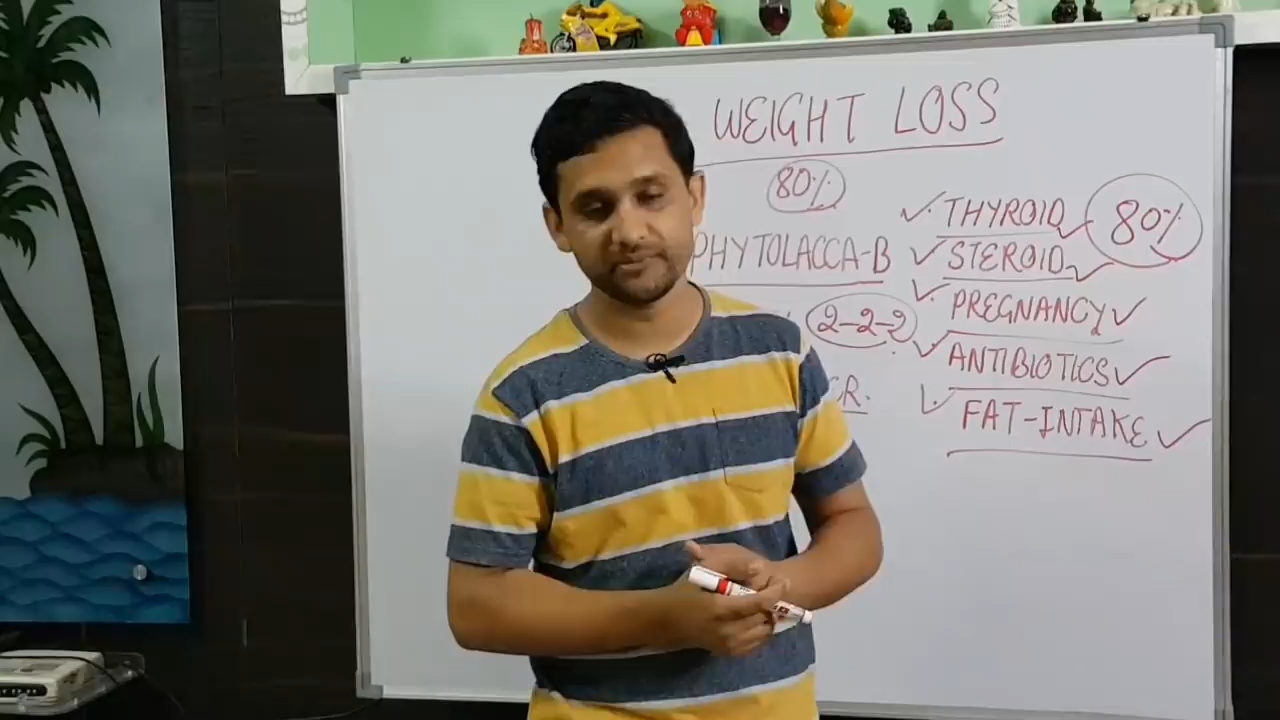 WEIGHT LOSS
80%
PHYTOLACCA-B
2-2-2
✓ THYROID ✓ 80%
✓ STEROID ✓
✓ PREGNANCY ✓
✓ ANTIBIOTICS ✓
✓ FAT-INTAKE ✓